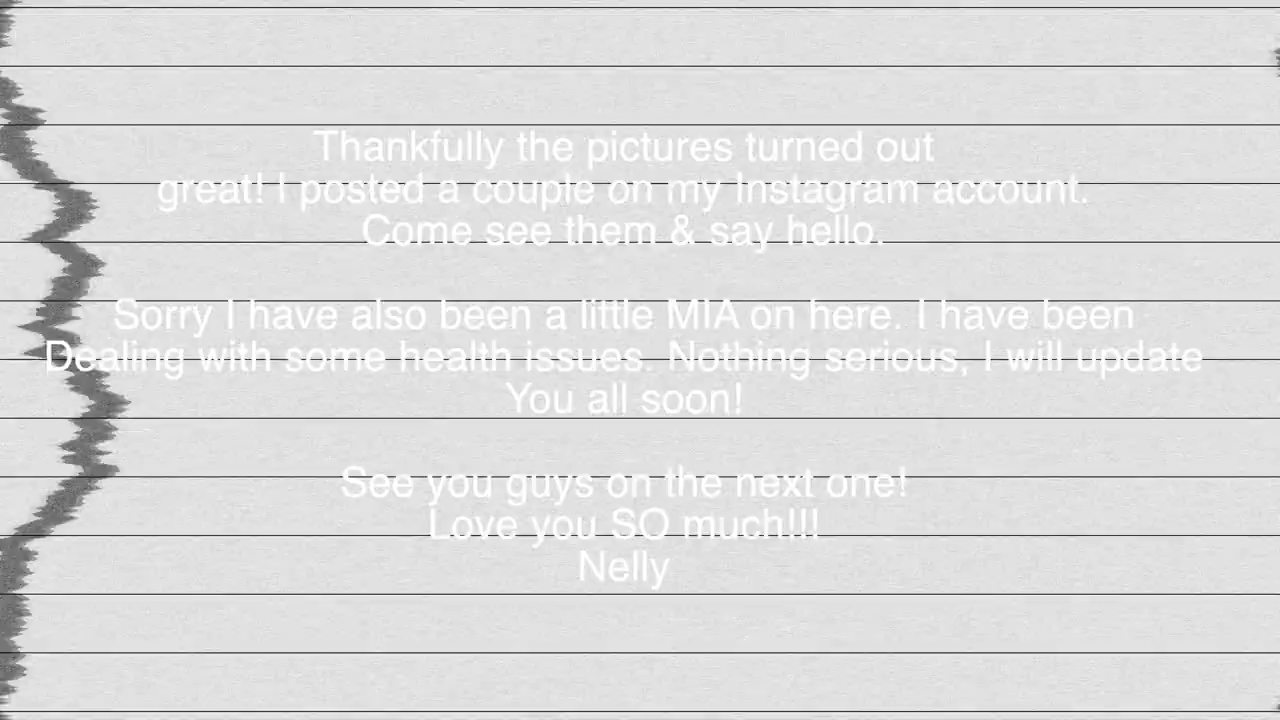 Thankfully the pictures turned out
great! I posted a couple on my Instagram account.
Come see them & say hello.
Sorry I have also been a little MIA on here. I have been
Dealing with some health issues. Nothing serious, I will update
You all soon!
See you guys on the next one!
Love you SO much!!!
Nelly